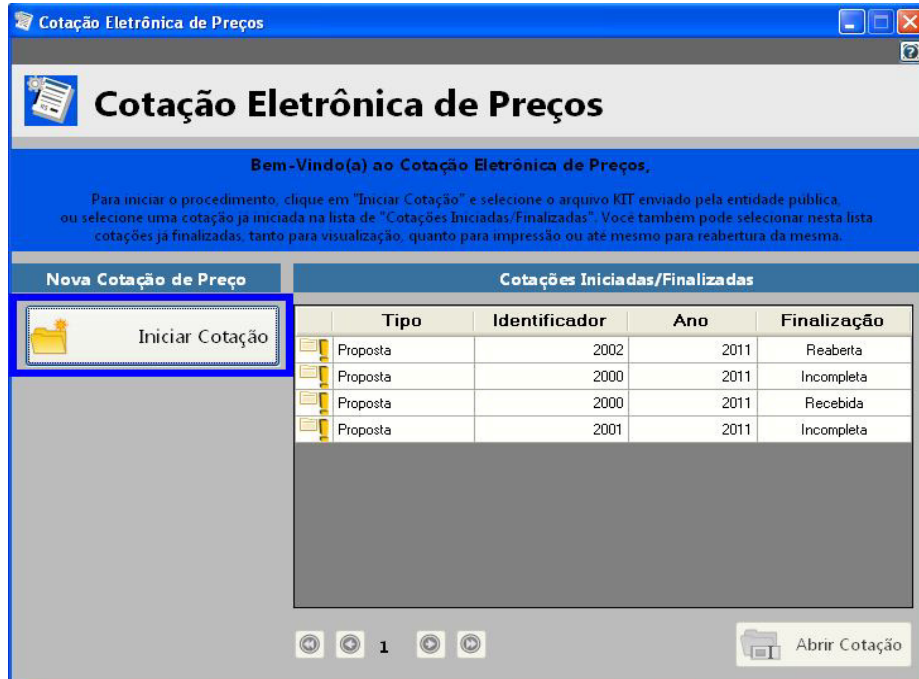 Cotação Eletrônica de Preços
Cotação Eletrônica de Preços
Bem-Vindo(a) ao Cotação Eletrônica de Preços,
Para iniciar o procedimento, clique em "Iniciar Cotação" e selecione o arquivo KIT enviado pela entidade pública,
ou selecione uma cotação já iniciada na lista de "Cotações Iniciadas/Finalizadas". Você também pode selecionar nesta lista
cotações já finalizadas, tanto para visualização, quanto para impressão ou até mesmo para reabertura da mesma.
Nova Cotação de Preço
Cotações Iniciadas/Finalizadas
Iniciar Cotação
Tipo Identificador Ano Finalização
Proposta 2002 2011 Reaberta
Proposta 2000 2011 Incompleta
Proposta 2000 2011 Recebida
Proposta 2001 2011 Incompleta
1
Abrir Cotação